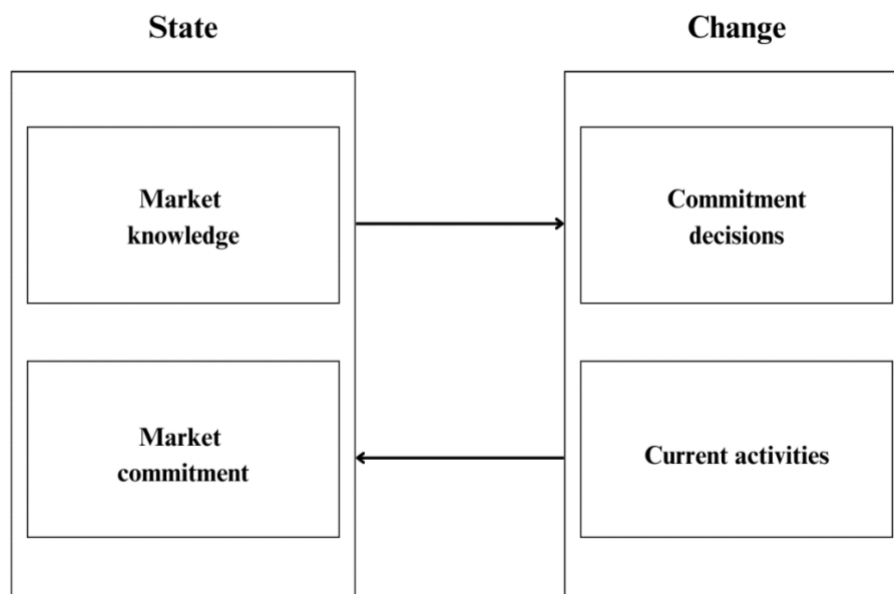 State
Change
Market
knowledge
Commitment
decisions
Market
commitment
Current activities